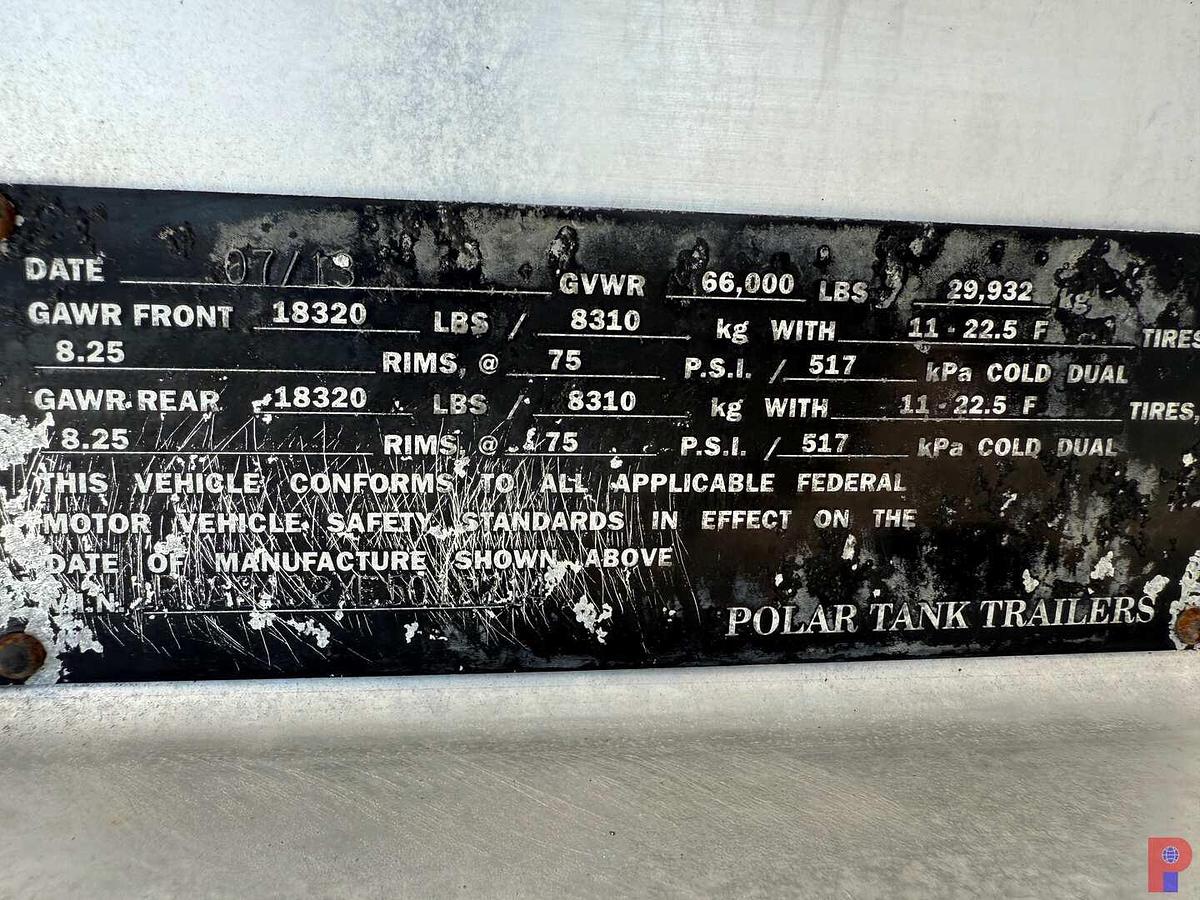 DATE 07/13 GVWR 66,000 LBS / 29,932 kg
GAWR FRONT 18320 LBS / 8310 kg WITH 11 - 22.5 F TIRES
8.25 RIMS, @ 75 P.S.I. / 517 kPa COLD DUAL
GAWR REAR 18320 LBS / 8310 kg WITH 11 - 22.5 F TIRES,
8.25 RIMS, @ 75 P.S.I. / 517 kPa COLD DUAL
THIS VEHICLE CONFORMS TO ALL APPLICABLE FEDERAL
MOTOR VEHICLE SAFETY STANDARDS IN EFFECT ON THE
DATE OF MANUFACTURE SHOWN ABOVE
POLAR TANK TRAILERS